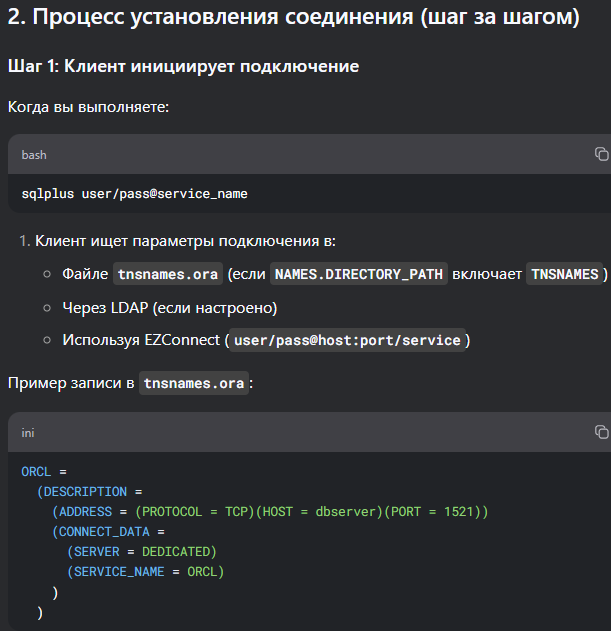 2. Процесс установления соединения (шаг за шагом)
Шаг 1: Клиент инициирует подключение
Когда вы выполняете:
bash
sqlplus user/pass@service_name
1. Клиент ищет параметры подключения в:
◦ Файле tnsnames.ora (если NAMES.DIRECTORY_PATH включает TNSNAMES)
◦ Через LDAP (если настроено)
◦ Используя EZConnect (user/pass@host:port/service)
Пример записи в tnsnames.ora:
ini
ORCL =
  (DESCRIPTION =
    (ADDRESS = (PROTOCOL = TCP)(HOST = dbserver)(PORT = 1521))
    (CONNECT_DATA =
      (SERVER = DEDICATED)
      (SERVICE_NAME = ORCL)
    )
  )